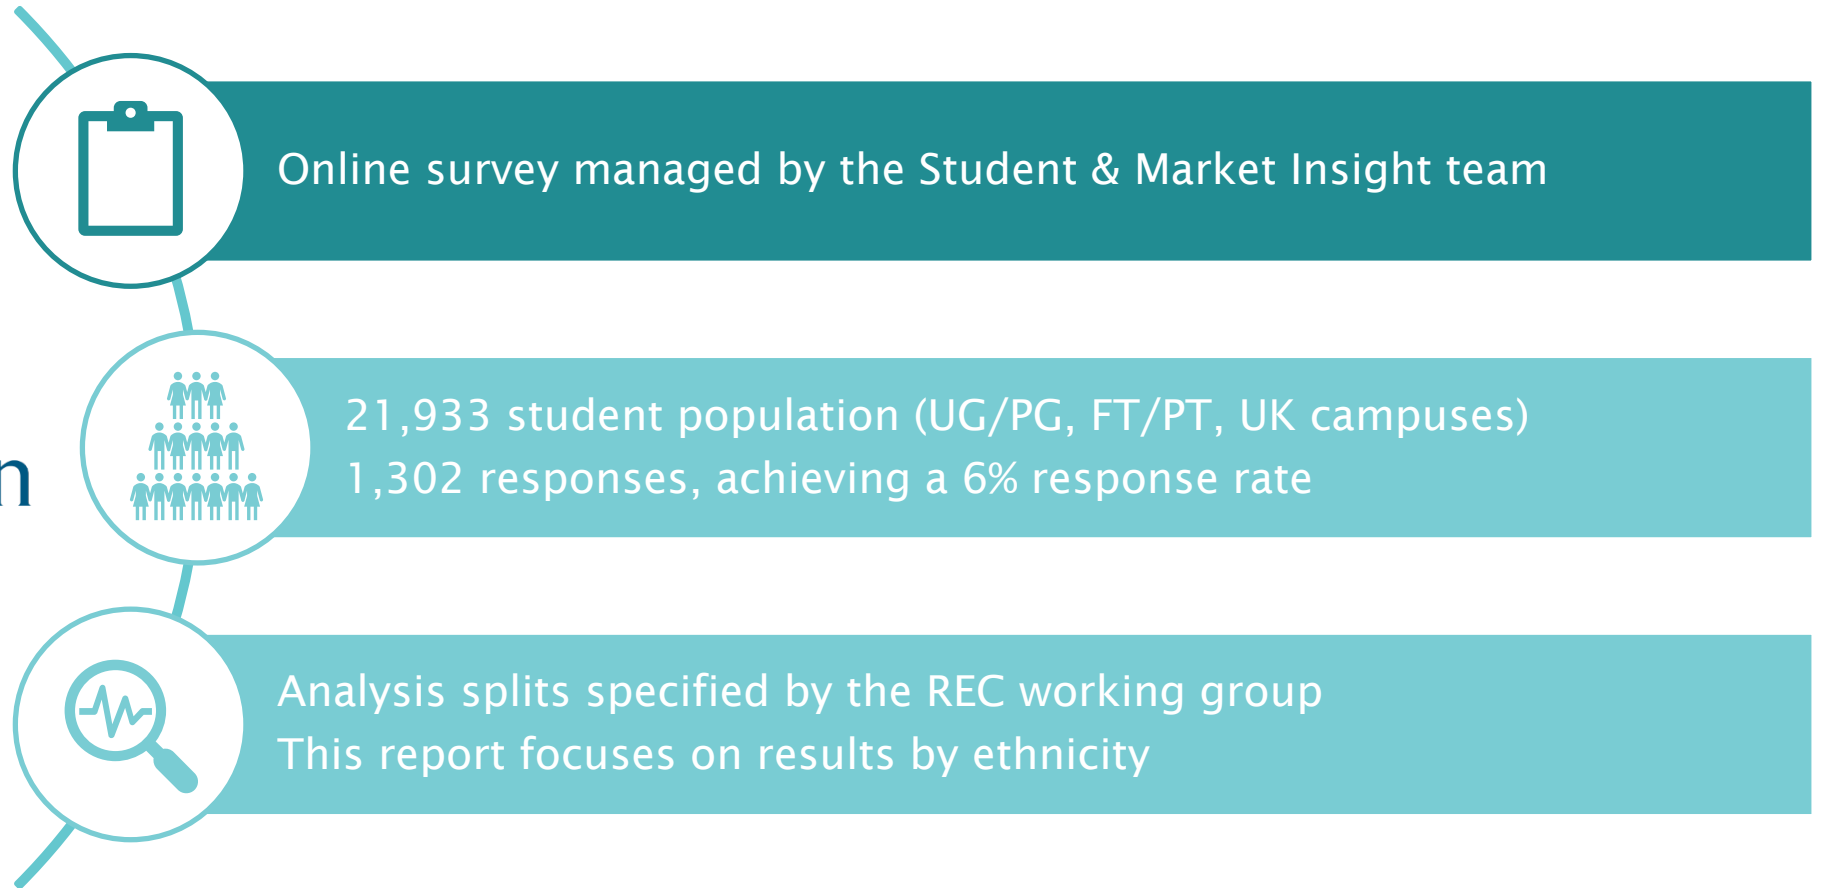 Online survey managed by the Student & Market Insight team
21,933 student population (UG/PG, FT/PT, UK campuses)
1,302 responses, achieving a 6% response rate
Analysis splits specified by the REC working group
This report focuses on results by ethnicity